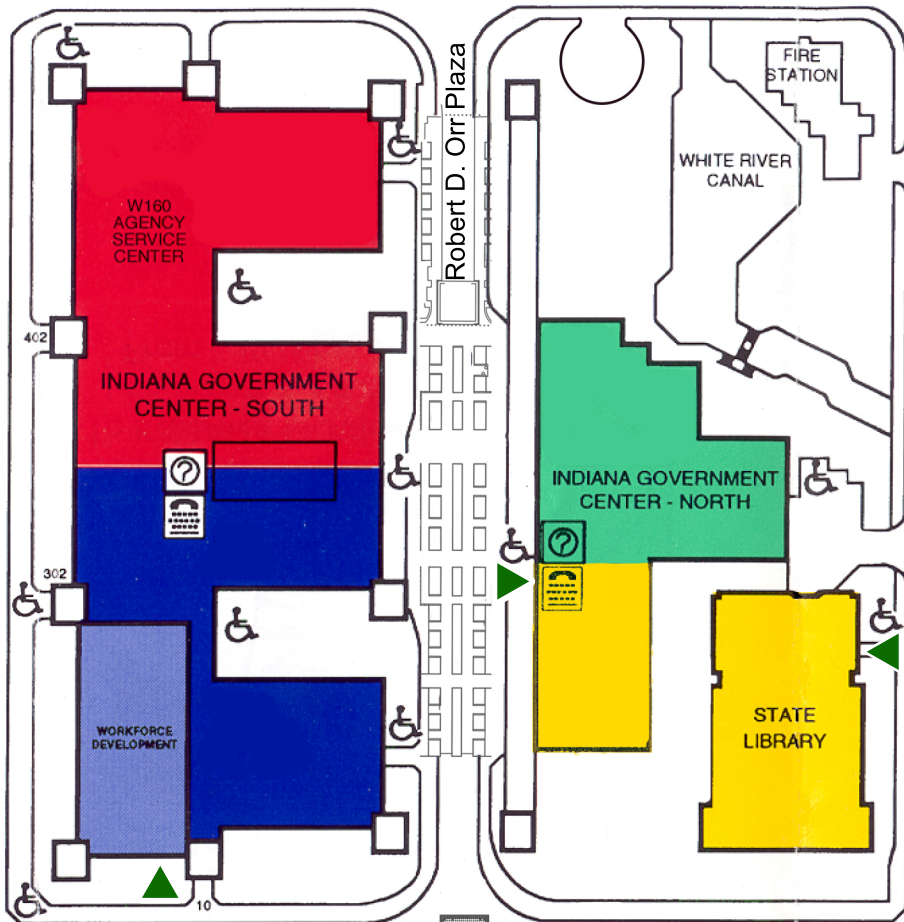 Robert D. Orr Plaza
FIRE
STATION
WHITE RIVER
CANAL
W160
AGENCY
SERVICE
CENTER
402
INDIANA GOVERNMENT
CENTER - SOUTH
?
INDIANA GOVERNMENT
CENTER - NORTH
?
302
WORKFORCE
DEVELOPMENT
STATE
LIBRARY
10